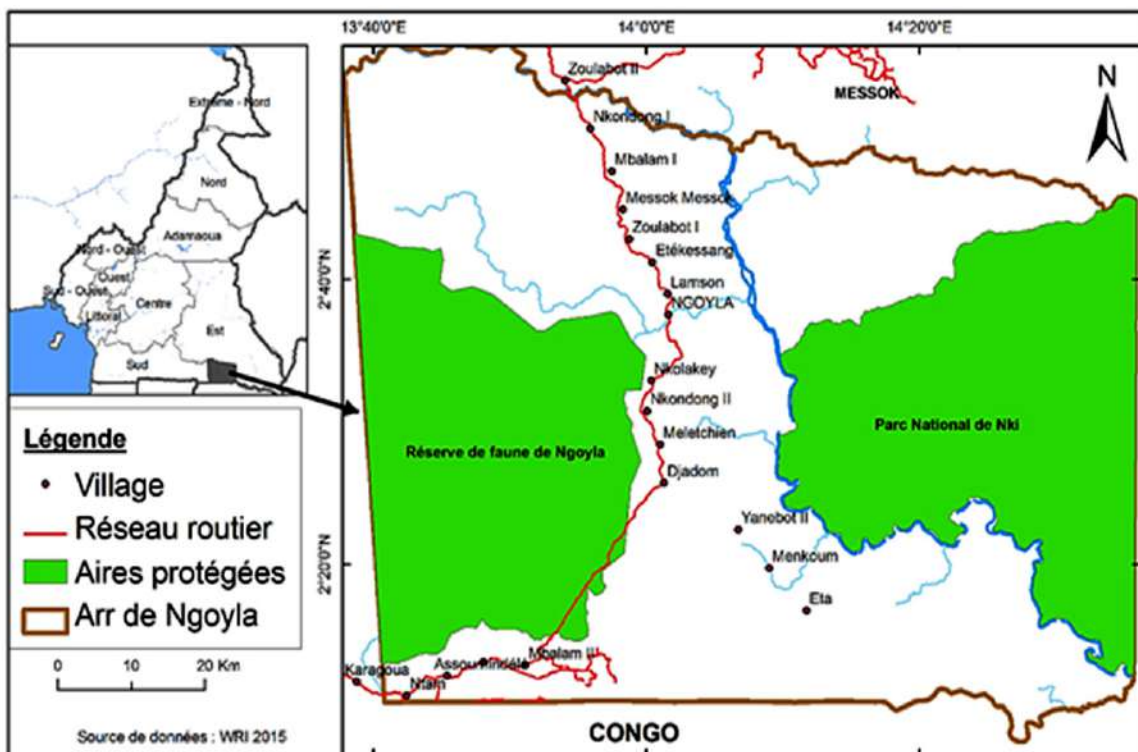 13°40'0"E 14°0'0"E 14°20'0"E
Extrême - Nord
Nord
Adamaoua
Nord - Ouest
Ouest
Sud - Ouest
Centre
Littoral
Est
Sud
Légende
Village
Réseau routier
Aires protégées
Arr de Ngoyla
0 10 20 Km
Source de données : WRI 2015
N
MESSOK
Zoulabot II
Nkondong I
Mbalam I
Messok Messok
Zoulabot I
Etékessang
2°40'0"N
Lamson
NGOYLA
Nkolakey
Nkondong II
Parc National de Nki
Réserve de faune de Ngoyla
Meletchien
Djadom
Yanebot II
2°20'0"N
Menkoum
Eta
Mbalam III
Assou
Karagoua
Ntam
CONGO